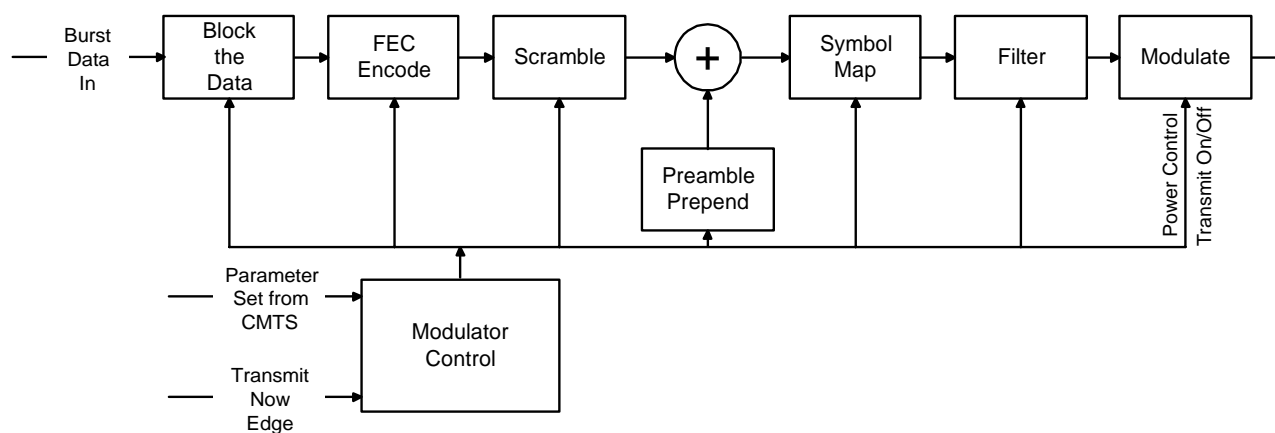 Burst
Data
In
Block
the
Data
FEC
Encode
Scramble
+
Symbol
Map
Filter
Modulate
Preamble
Prepend
Power Control
Transmit On/Off
Parameter
Set from
CMTS
Modulator
Control
Transmit
Now
Edge